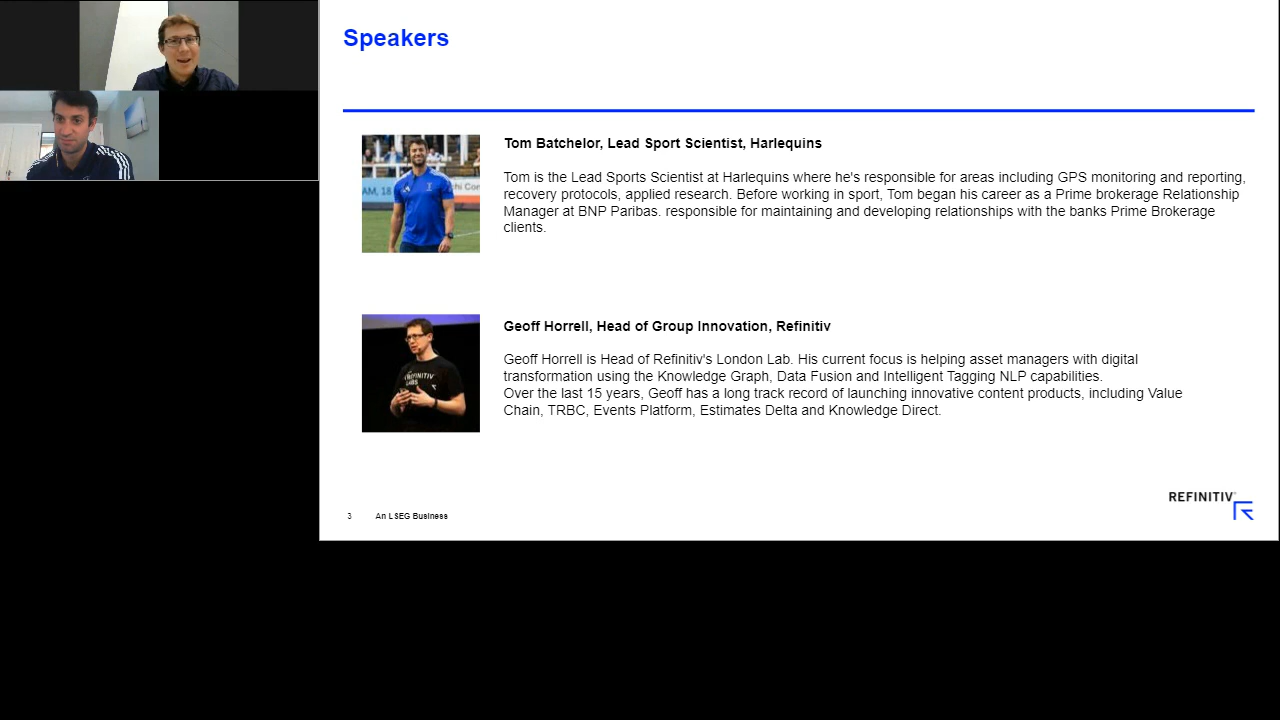 Speakers
Tom Batchelor, Lead Sport Scientist, Harlequins
Tom is the Lead Sports Scientist at Harlequins where he's responsible for areas including GPS monitoring and reporting,
recovery protocols, applied research. Before working in sport, Tom began his career as a Prime brokerage Relationship
Manager at BNP Paribas. responsible for maintaining and developing relationships with the banks Prime Brokerage
clients.
AM, 18
Geoff Horrell, Head of Group Innovation, Refinitiv
Geoff Horrell is Head of Refinitiv's London Lab. His current focus is helping asset managers with digital
transformation using the Knowledge Graph, Data Fusion and Intelligent Tagging NLP capabilities.
Over the last 15 years, Geoff has a long track record of launching innovative content products, including Value
Chain, TRBC, Events Platform, Estimates Delta and Knowledge Direct.
REFINITIV
LABS
REFINITIV
3 An LSEG Business